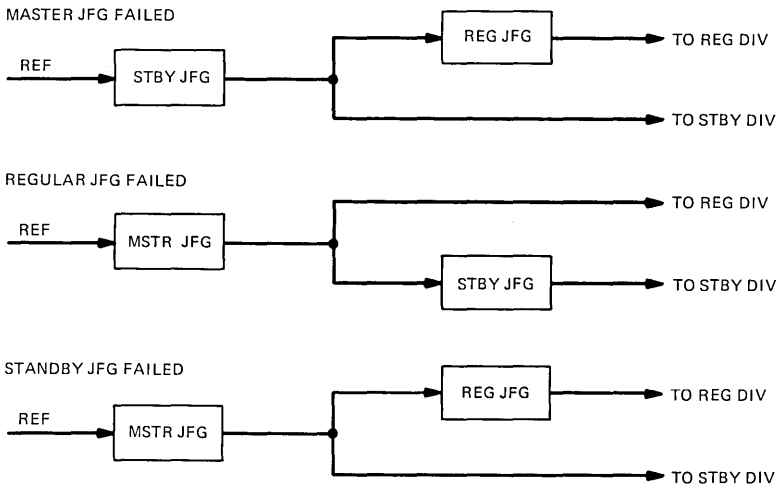 MASTER JFG FAILED
REG JFG
TO REG DIV
REF
STBY JFG
TO STBY DIV
REGULAR JFG FAILED
TO REG DIV
REF
MSTR JFG
STBY JFG
TO STBY DIV
STANDBY JFG FAILED
REG JFG
TO REG DIV
REF
MSTR JFG
TO STBY DIV